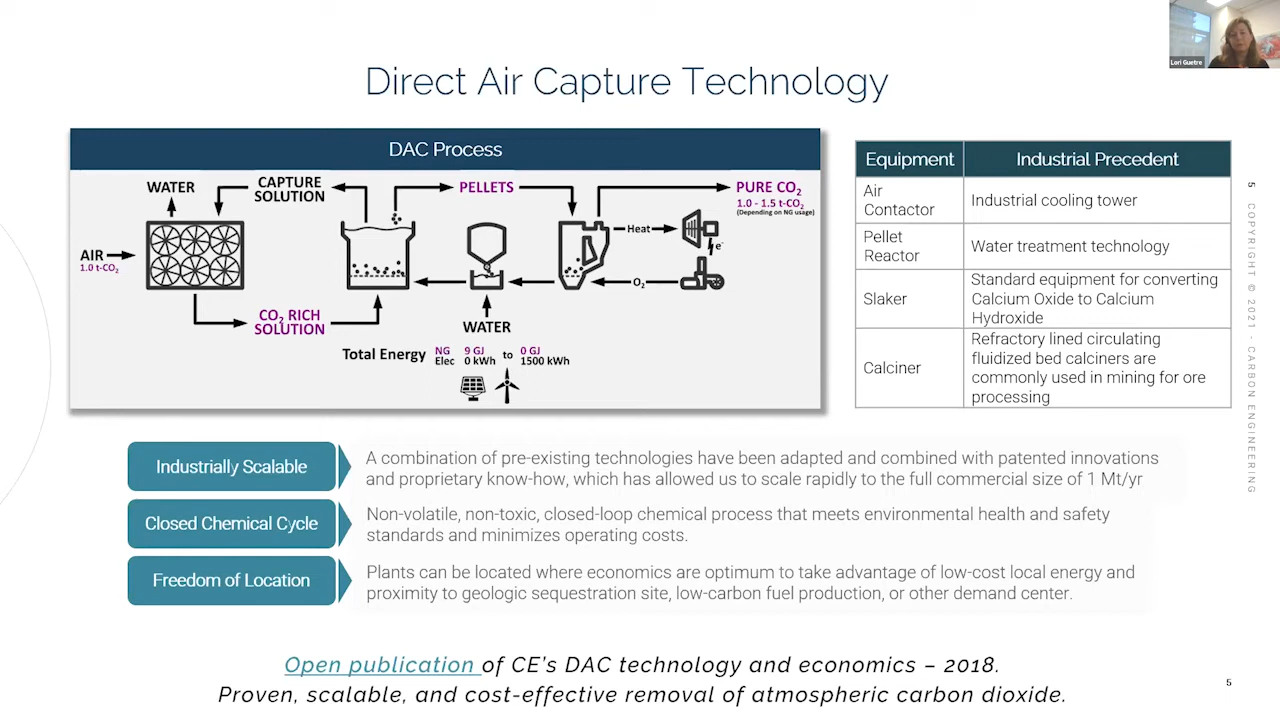 Lori Guetre
Direct Air Capture Technology
DAC Process
WATER
CAPTURE
SOLUTION
PELLETS
PURE CO₂
1.0 - 1.5 t-CO₂
(Depending on NG usage)
AIR
1.0 t-CO₂
Heat
e⁻
O₂
CO₂ RICH
SOLUTION
WATER
Total Energy
NG 9 GJ to 0 GJ
Elec 0 kWh 1500 kWh
Equipment Industrial Precedent
Air
Contactor
Industrial cooling tower
Pellet
Reactor
Water treatment technology
Slaker
Standard equipment for converting
Calcium Oxide to Calcium
Hydroxide
Calciner
Refractory lined circulating
fluidized bed calciners are
commonly used in mining for ore
processing
5 COPYRIGHT © 2021 - CARBON ENGINEERING
Industrially Scalable
A combination of pre-existing technologies have been adapted and combined with patented innovations
and proprietary know-how, which has allowed us to scale rapidly to the full commercial size of 1 Mt/yr
Closed Chemical Cycle
Non-volatile, non-toxic, closed-loop chemical process that meets environmental health and safety
standards and minimizes operating costs.
Freedom of Location
Plants can be located where economics are optimum to take advantage of low-cost local energy and
proximity to geologic sequestration site, low-carbon fuel production, or other demand center.
Open publication of CE's DAC technology and economics – 2018.
Proven, scalable, and cost-effective removal of atmospheric carbon dioxide.
5